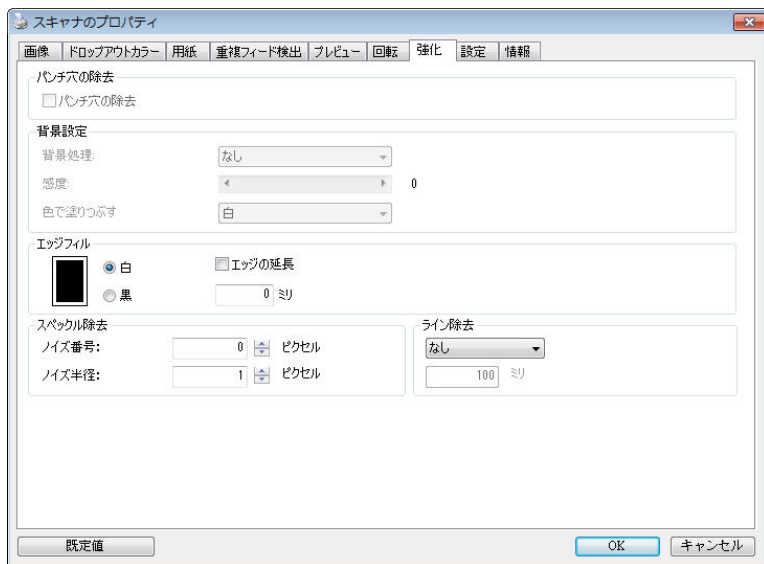 スキャナのプロパティ
画像 ドロップアウトカラー 用紙 重複フィード検出 プレビュー 回転 強化 設定 情報
パンチ穴の除去
パンチ穴の除去
背景設定
背景処理: なし
感度: 0
色で塗りつぶす 白
エッジフィル
白 エッジの延長
黒 0 ミリ
スペックル除去 ライン除去
ノイズ番号: 0 ピクセル なし
ノイズ半径: 1 ピクセル 100 ミリ
既定値 OK キャンセル